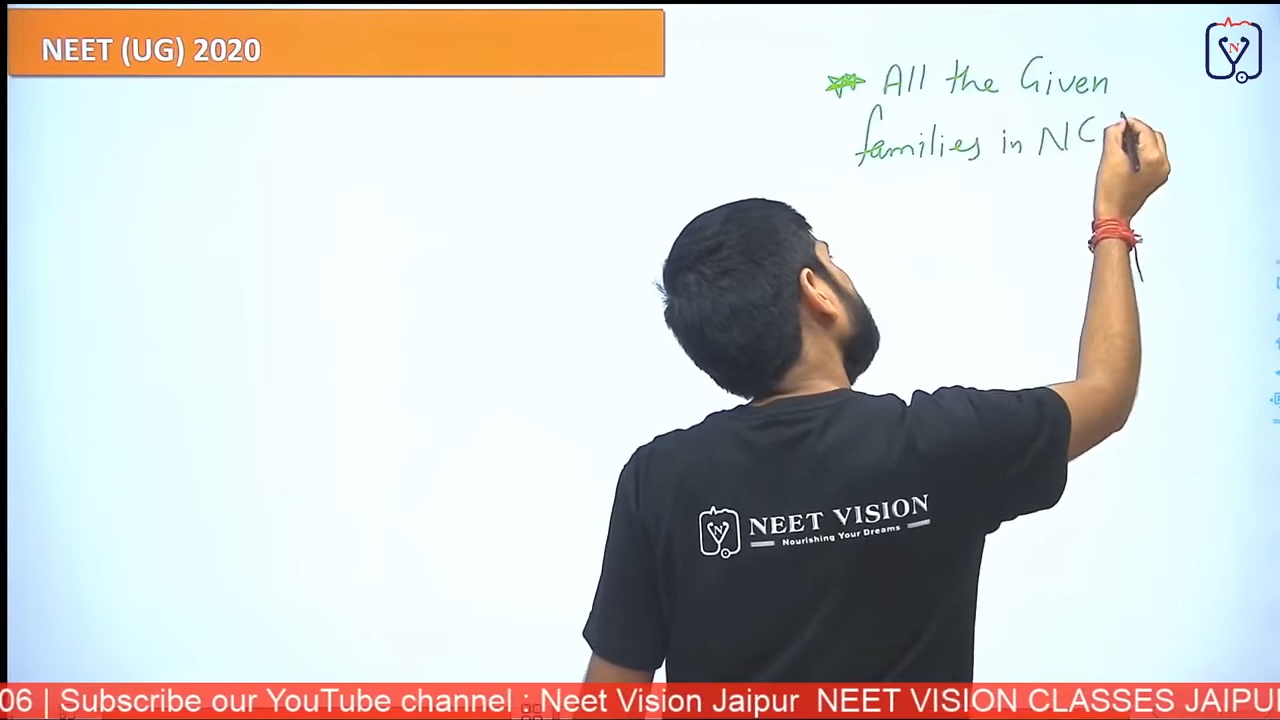 NEET (UG) 2020
N
All the Given
families in NC
N
NEET VISION
Nourishing Your Dreams
06 | Subscribe our YouTube channel : Neet Vision Jaipur NEET VISION CLASSES JAIPU